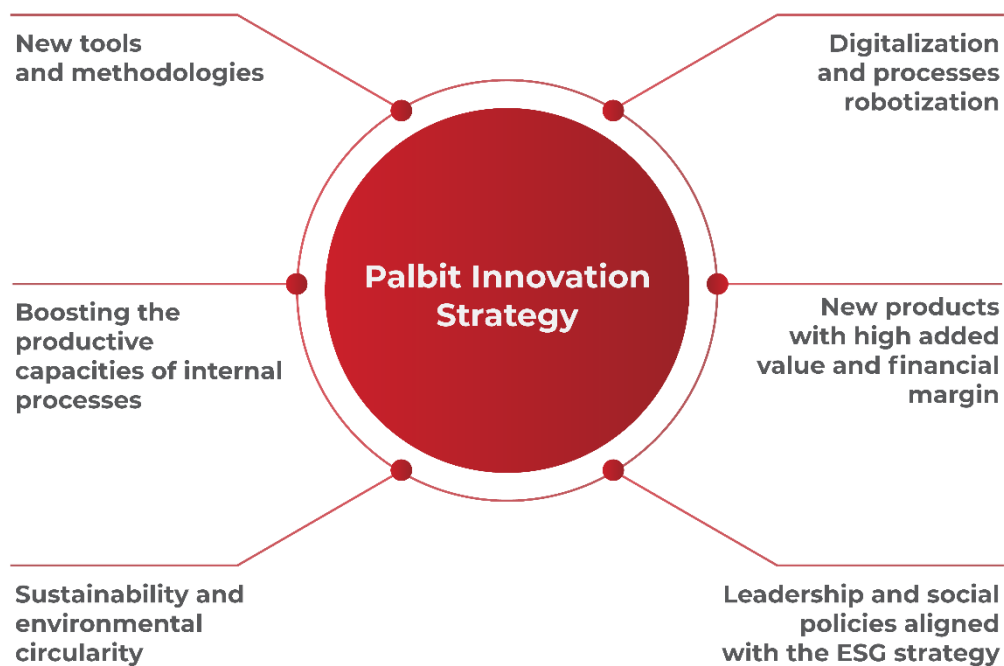 New tools
and methodologies
Digitalization
and processes
robotization
Palbit Innovation
Strategy
Boosting the
productive
capacities of internal
processes
New products
with high added
value and financial
margin
Sustainability and
environmental
circularity
Leadership and social
policies aligned
with the ESG strategy